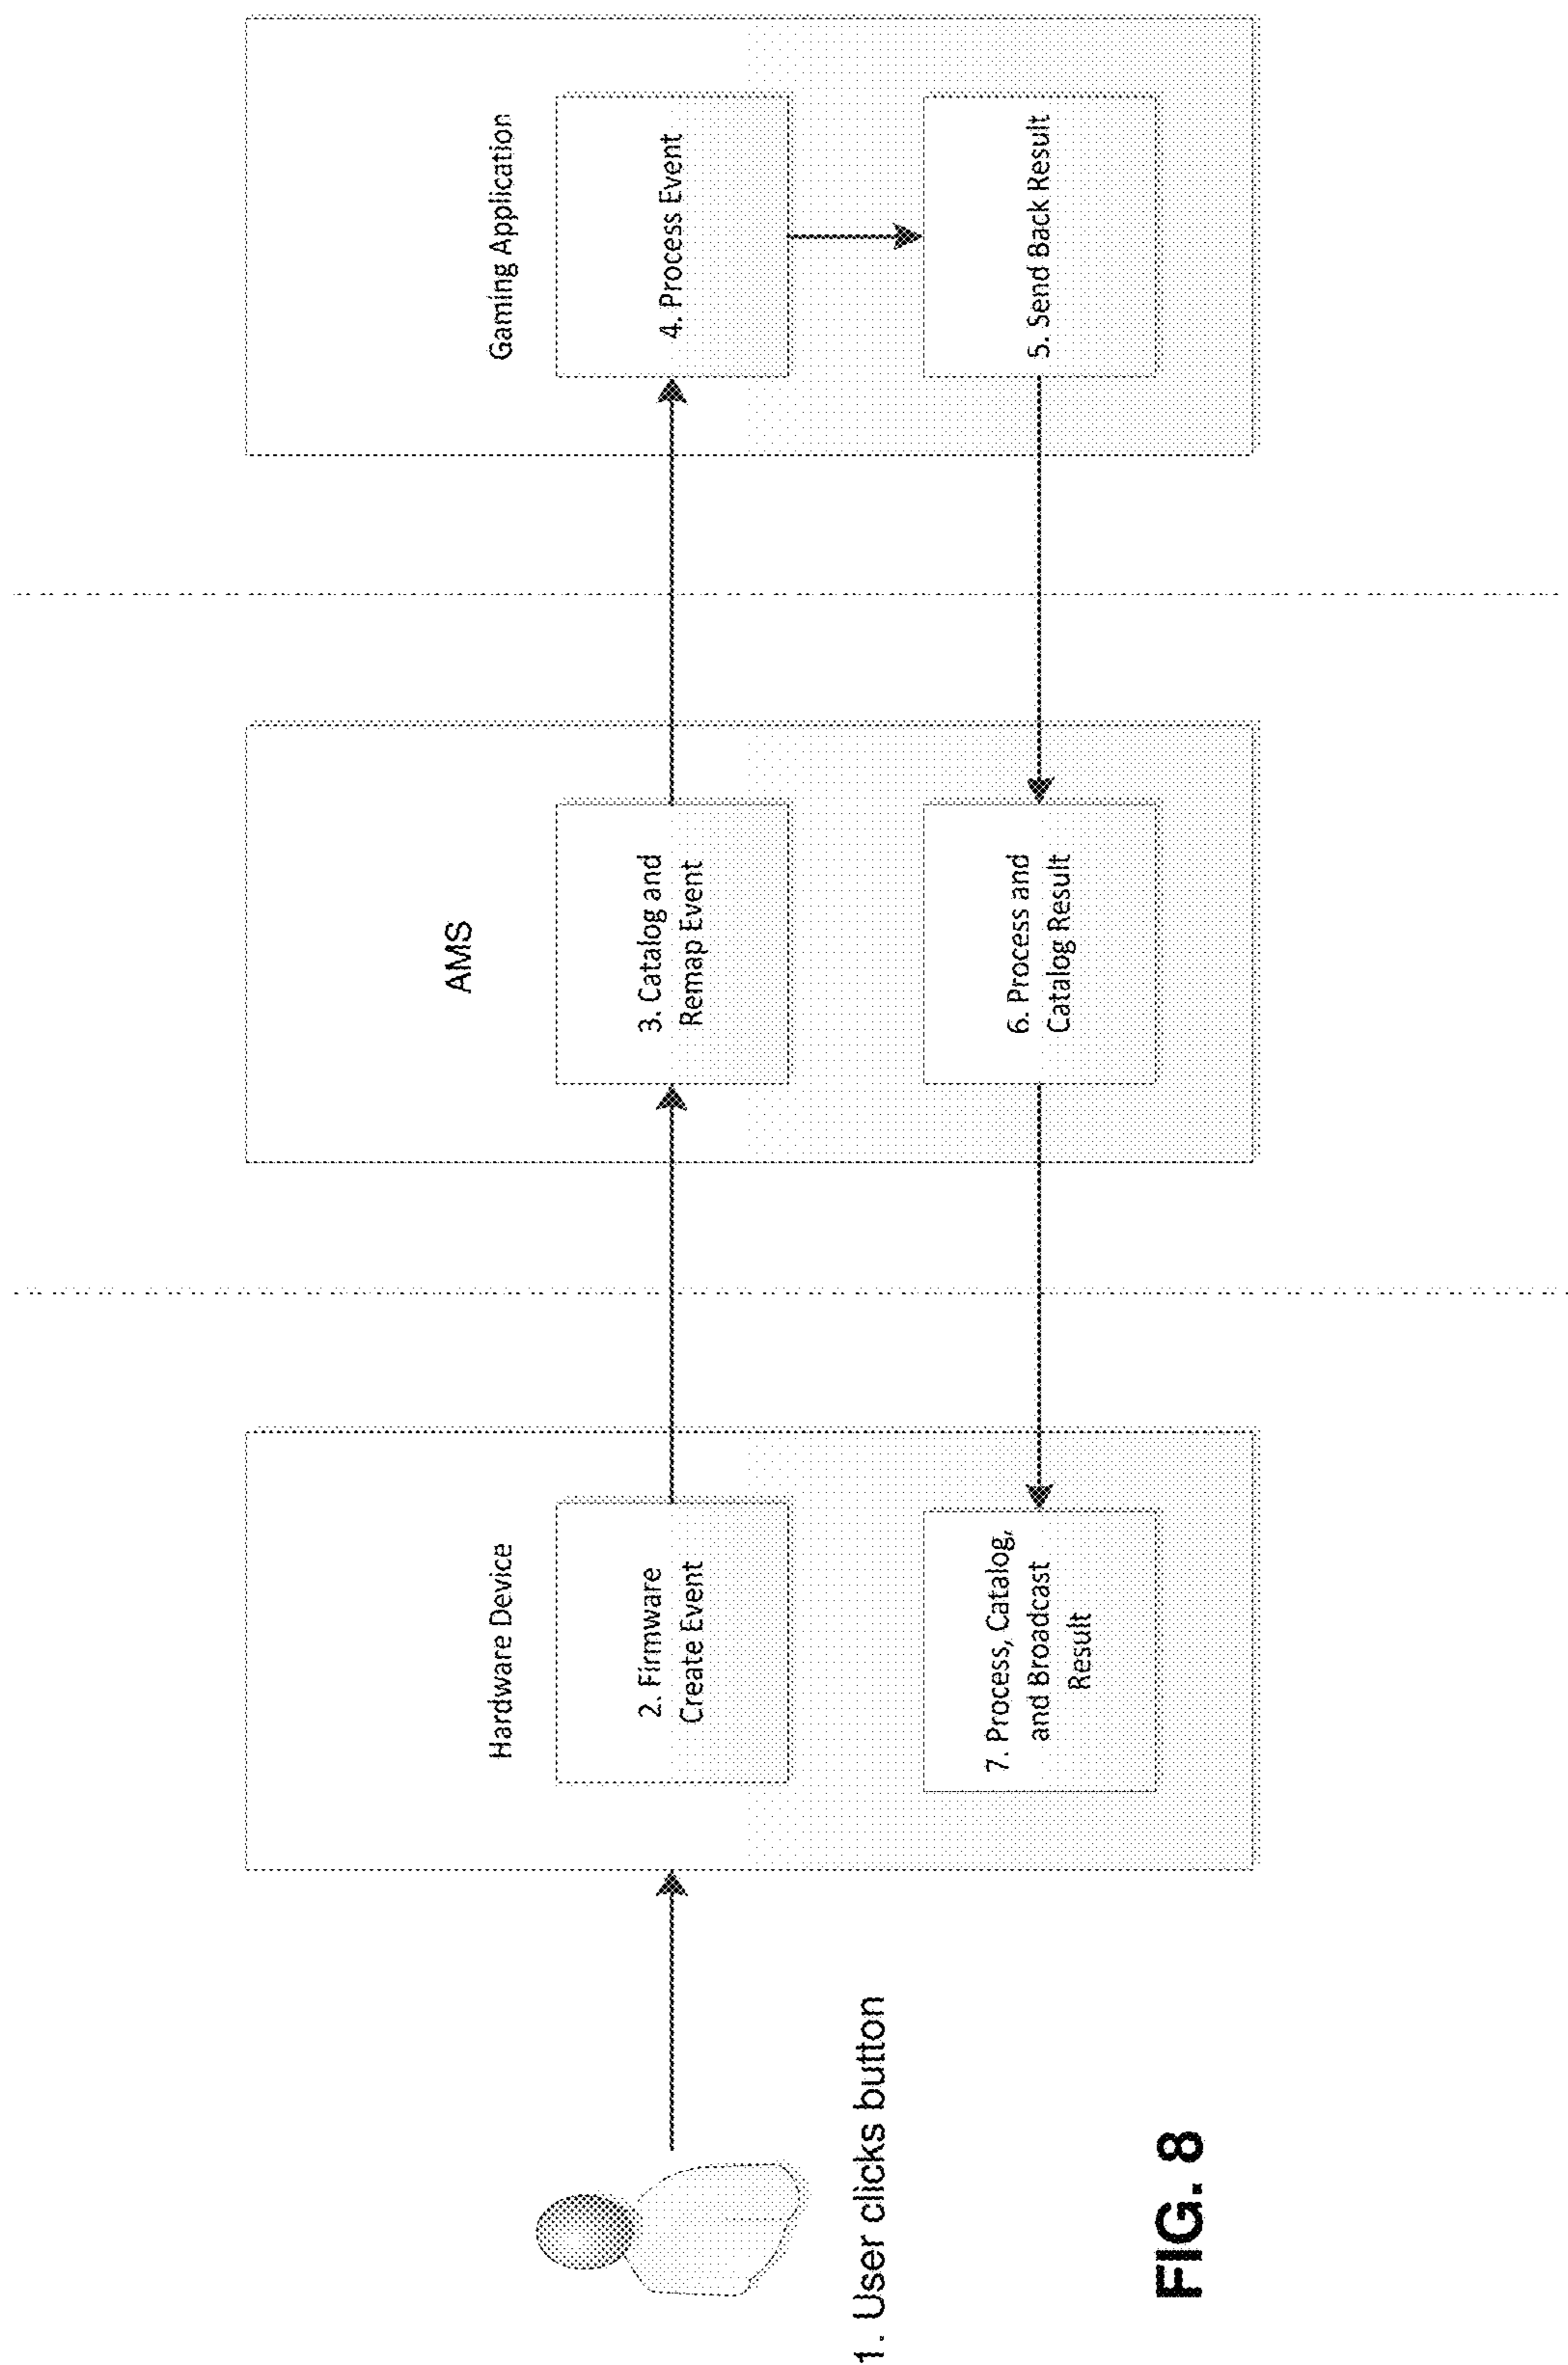 1. User clicks button
Hardware Device
2. Firmware
Create Event
AMS
3. Catalog and
Remap Event
Gaming Application
4. Process Event
5. Send Back Result
6. Process and
Catalog Result
7. Process, Catalog,
and Broadcast
Result
FIG. 8